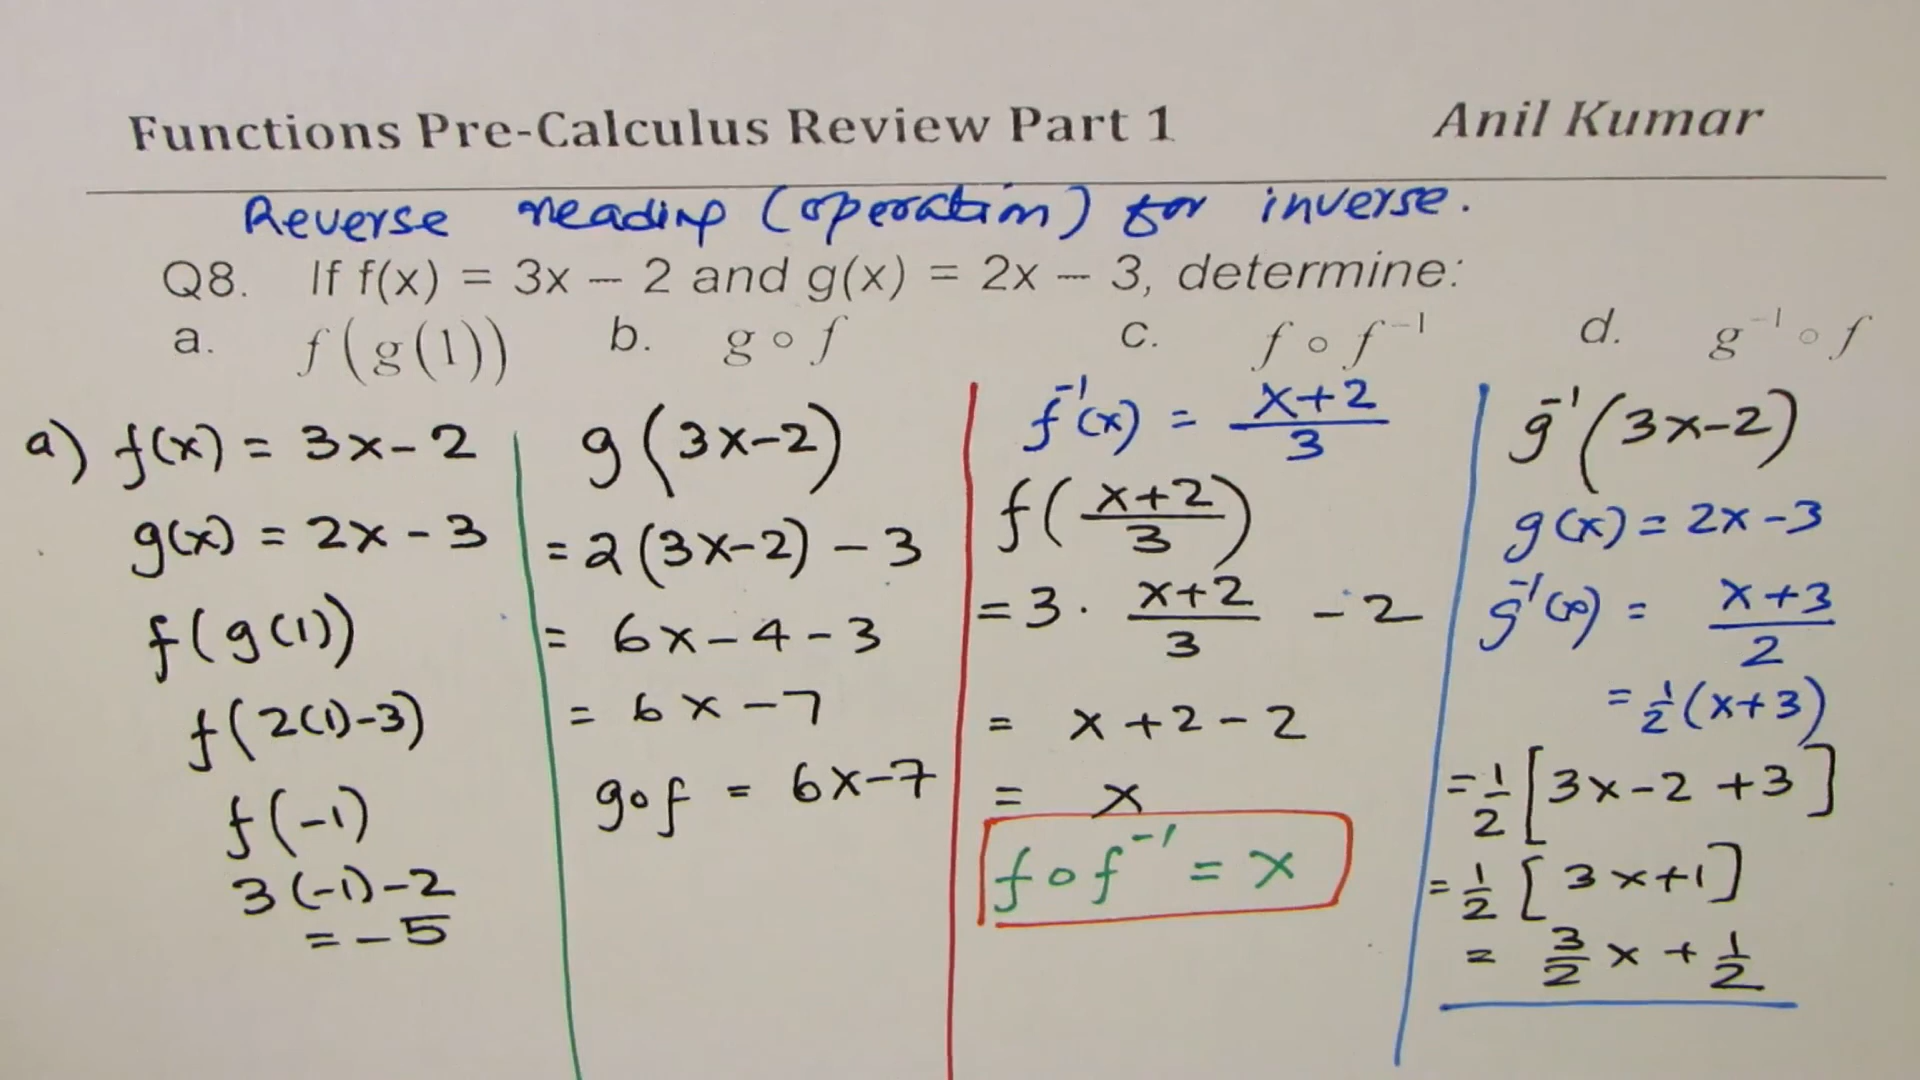 Functions Pre-Calculus Review Part 1 Anil Kumar
Reverse reading (operation) for inverse.
Q8. If f(x) = 3x – 2 and g(x) = 2x – 3, determine:
a. f(g(1)) b. g∘f c. f∘f⁻¹ d. g⁻¹∘f
a) f(x) = 3x-2
g(x) = 2x - 3
f(g(1))
f(2(1)-3)
f(-1)
3(-1)-2
= -5
g(3x-2)
= 2(3x-2) - 3
= 6x - 4 - 3
= 6x - 7
g∘f = 6x-7
f⁻¹(x) = (x+2)/3
f((x+2)/3)
= 3 · (x+2)/3 - 2
= x + 2 - 2
= x
f∘f⁻¹ = x
g⁻¹(3x-2)
g(x) = 2x - 3
g⁻¹(x) = (x+3)/2
= 1/2 (x+3)
= 1/2 [3x-2+3]
= 1/2 [3x+1]
= 3/2 x + 1/2